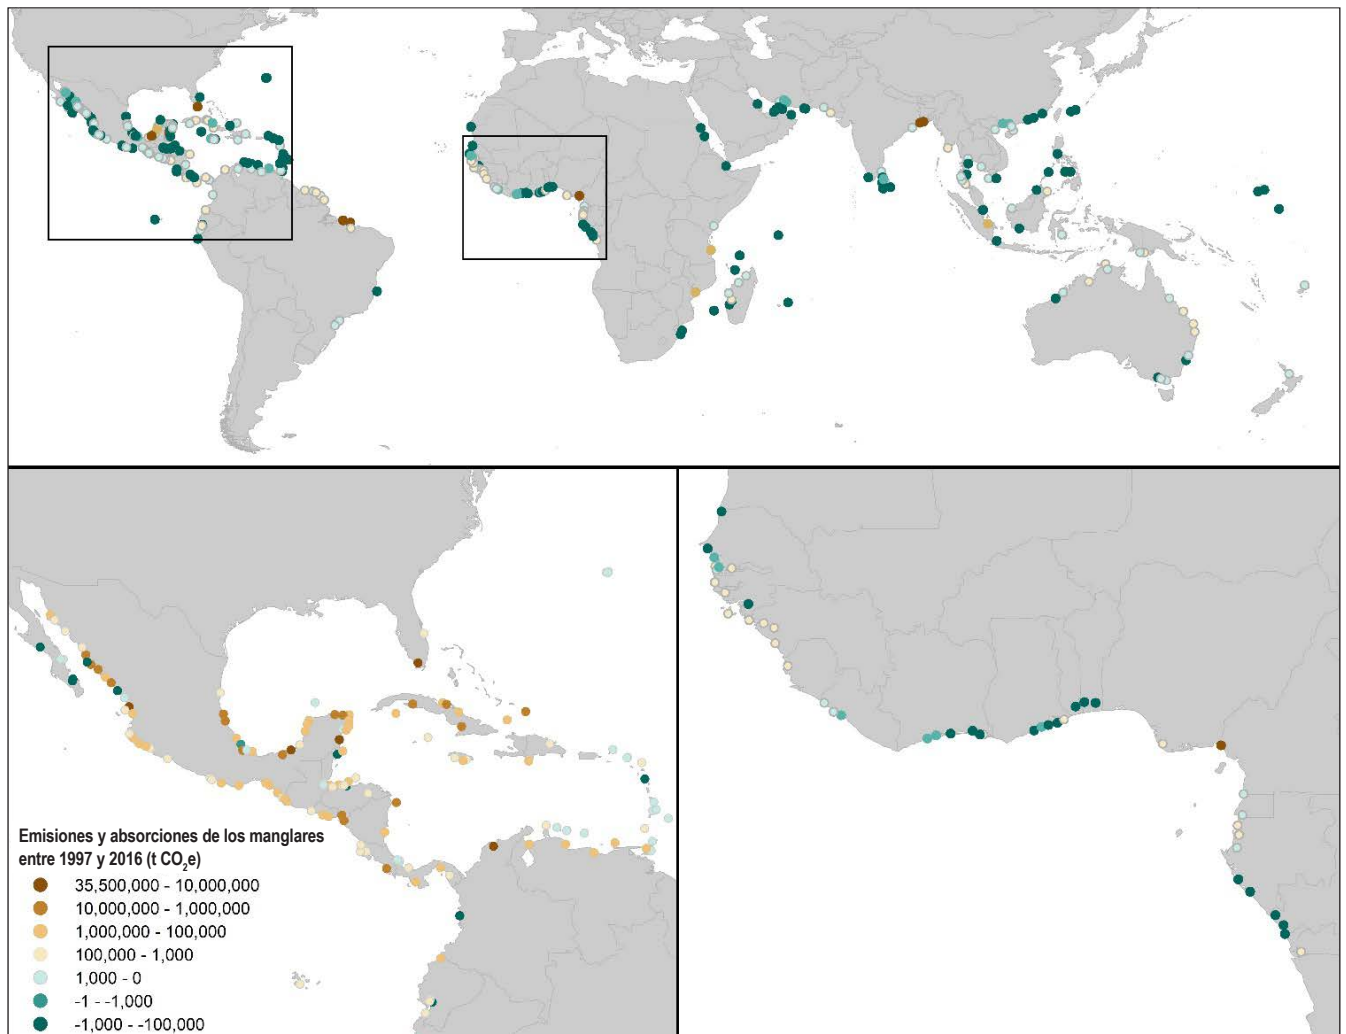 Emisiones y absorciones de los manglares
entre 1997 y 2016 (t CO₂e)
35,500,000 - 10,000,000
10,000,000 - 1,000,000
1,000,000 - 100,000
100,000 - 1,000
1,000 - 0
-1 - -1,000
-1,000 - -100,000